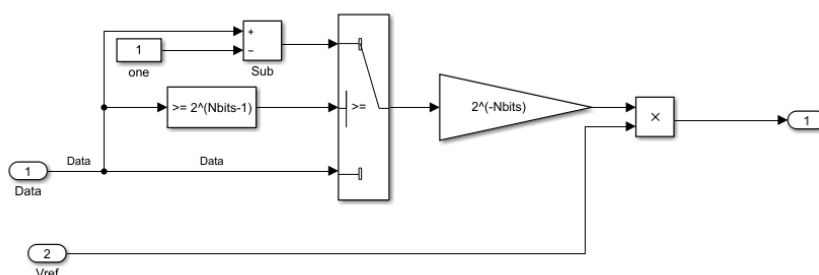 +
−
1
one
Sub
>= 2^(Nbits-1)
>=
2^(-Nbits)
×
1
Data
Data
1
Data
2
Vref